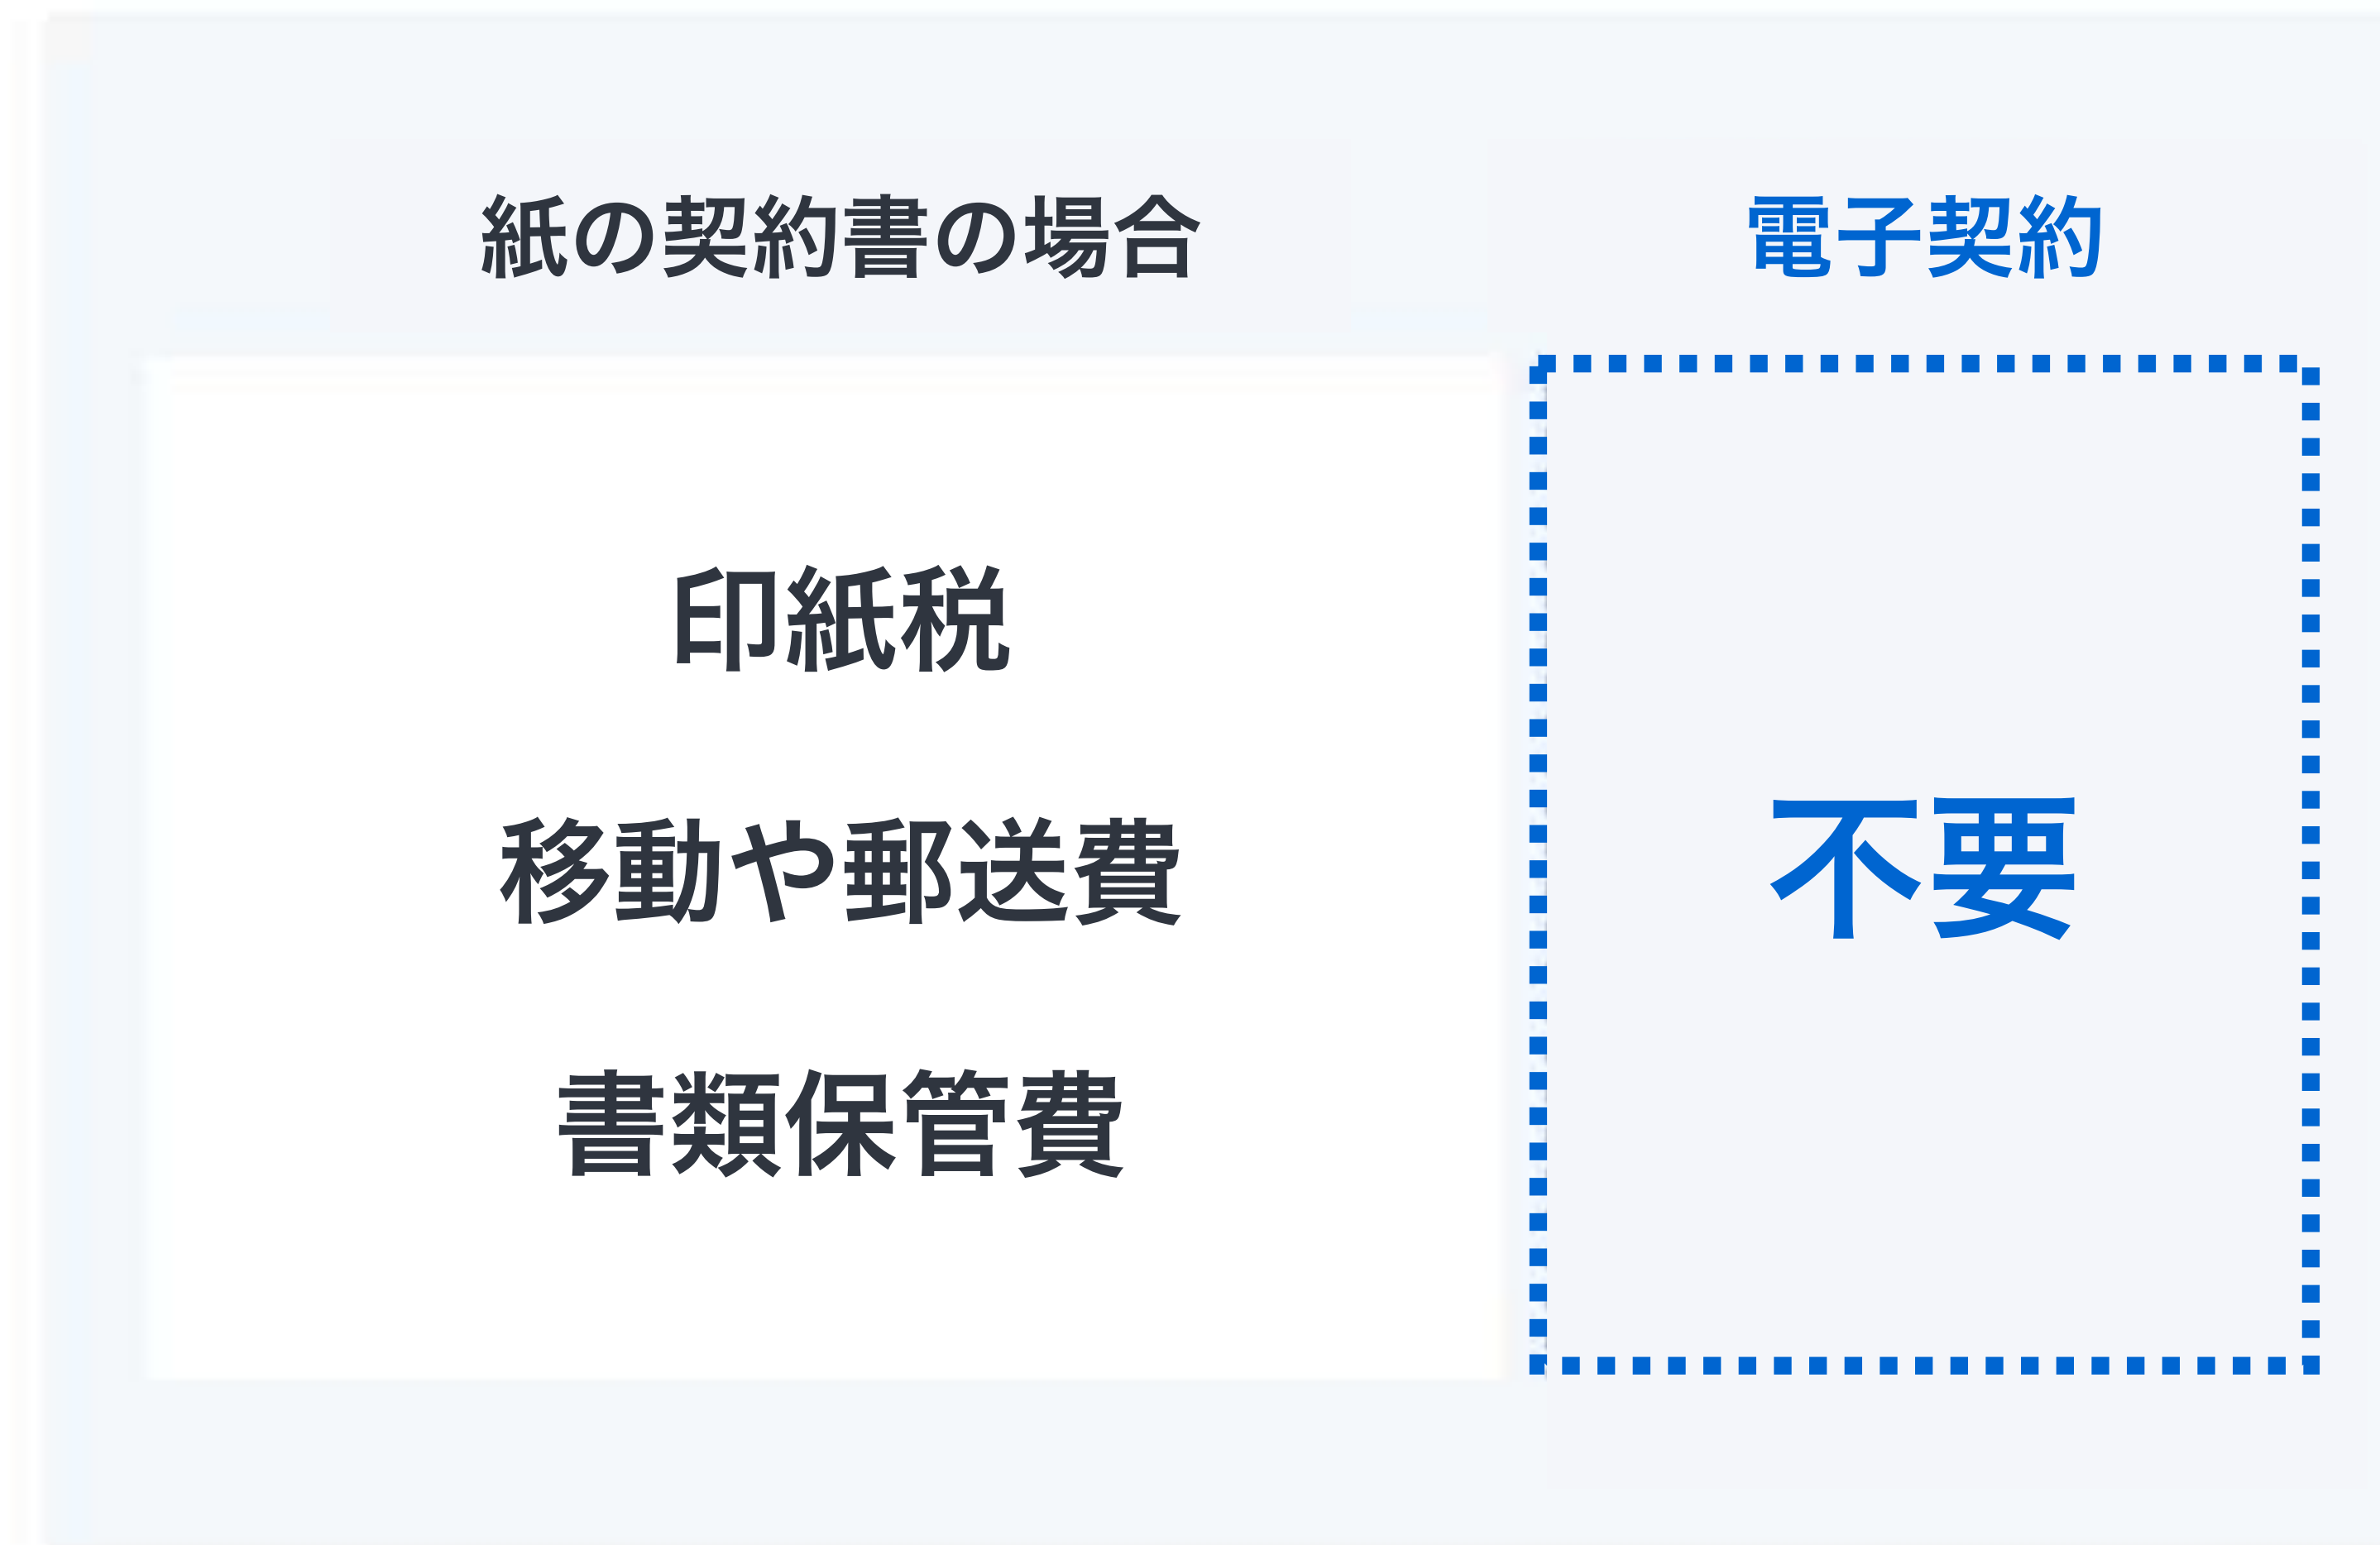 紙の契約書の場合
電子契約
印紙税
移動や郵送費
書類保管費
不要